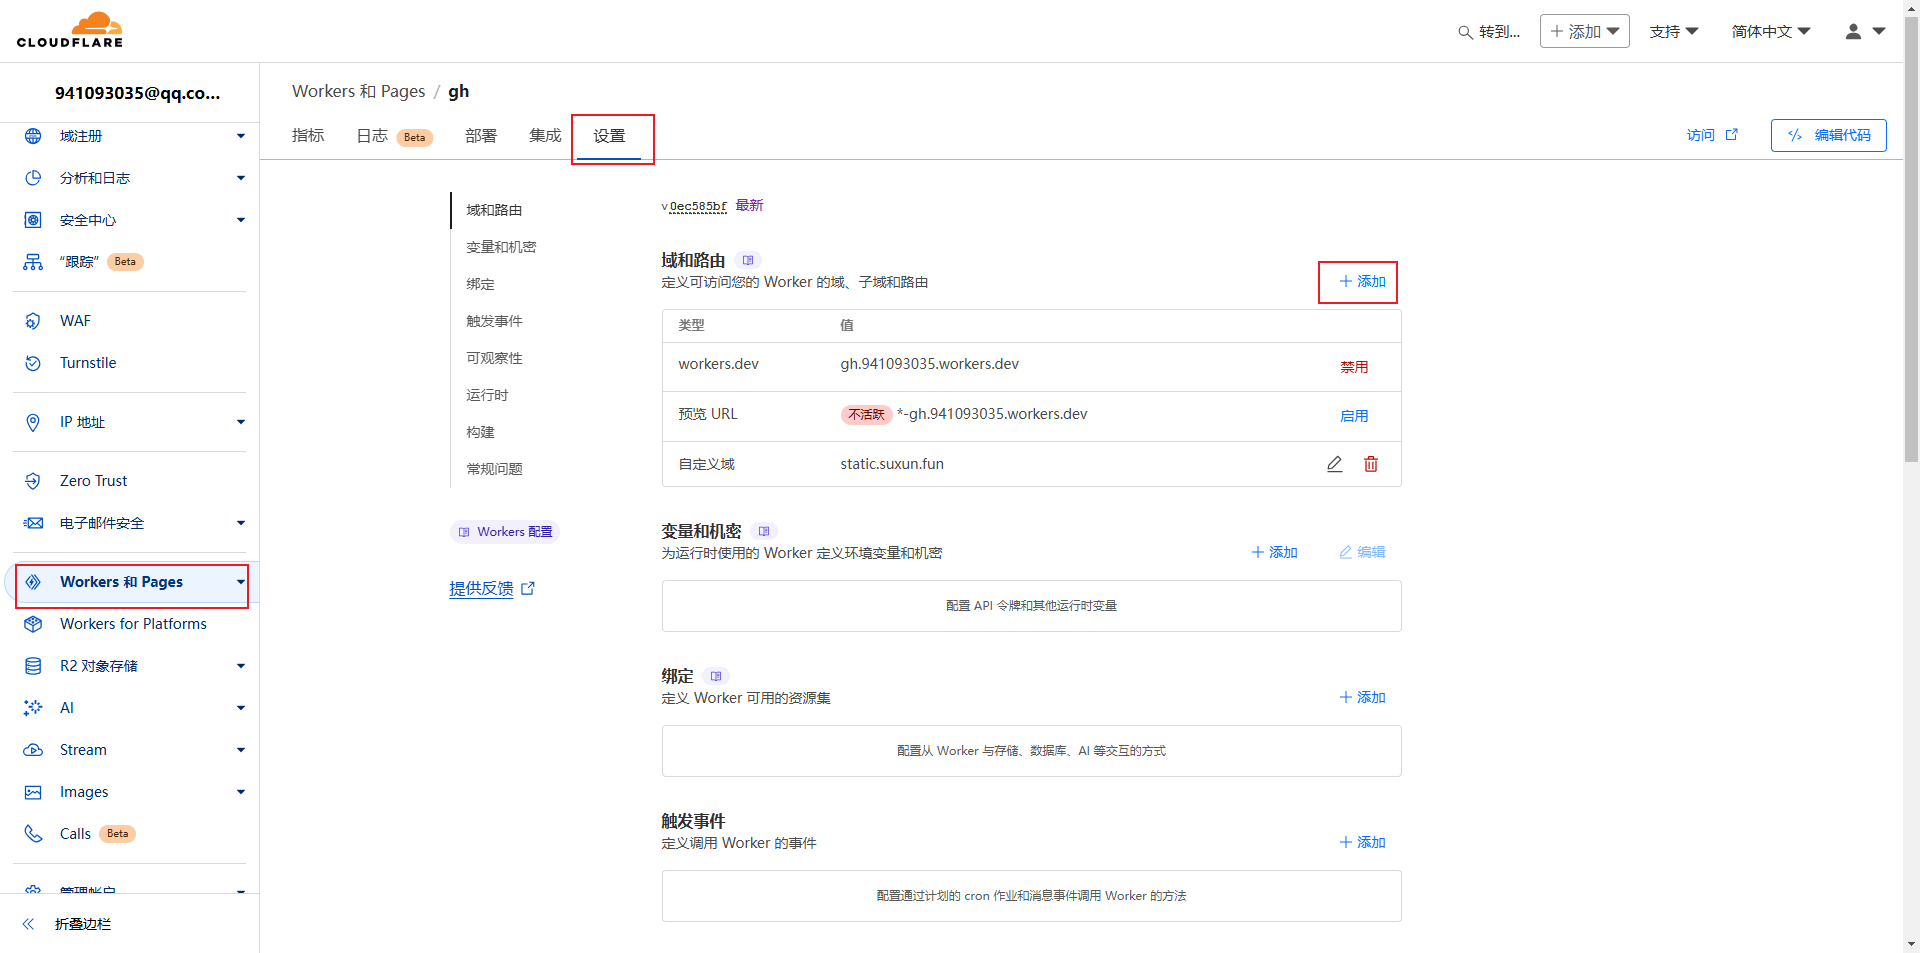 CLOUDFLARE
转到...
添加
支持
简体中文
941093035@qq.co...
域注册
分析和日志
安全中心
“跟踪” Beta
WAF
Turnstile
IP 地址
Zero Trust
电子邮件安全
Workers 和 Pages
Workers for Platforms
R2 对象存储
AI
Stream
Images
Calls Beta
管理帐户
折叠边栏
Workers 和 Pages / gh
指标
日志 Beta
部署
集成
设置
访问
编辑代码
域和路由
变量和机密
绑定
触发事件
可观察性
运行时
构建
常规问题
Workers 配置
提供反馈
v 0ec585bf 最新
域和路由
定义可访问您的 Worker 的域、子域和路由
添加
类型 值
workers.dev gh.941093035.workers.dev 禁用
预览 URL 不活跃 *-gh.941093035.workers.dev 启用
自定义域 static.suxun.fun
变量和机密
为运行时使用的 Worker 定义环境变量和机密
添加 编辑
配置 API 令牌和其他运行时变量
绑定
定义 Worker 可用的资源集
添加
配置从 Worker 与存储、数据库、AI 等交互的方式
触发事件
定义调用 Worker 的事件
添加
配置通过计划的 cron 作业和消息事件调用 Worker 的方法